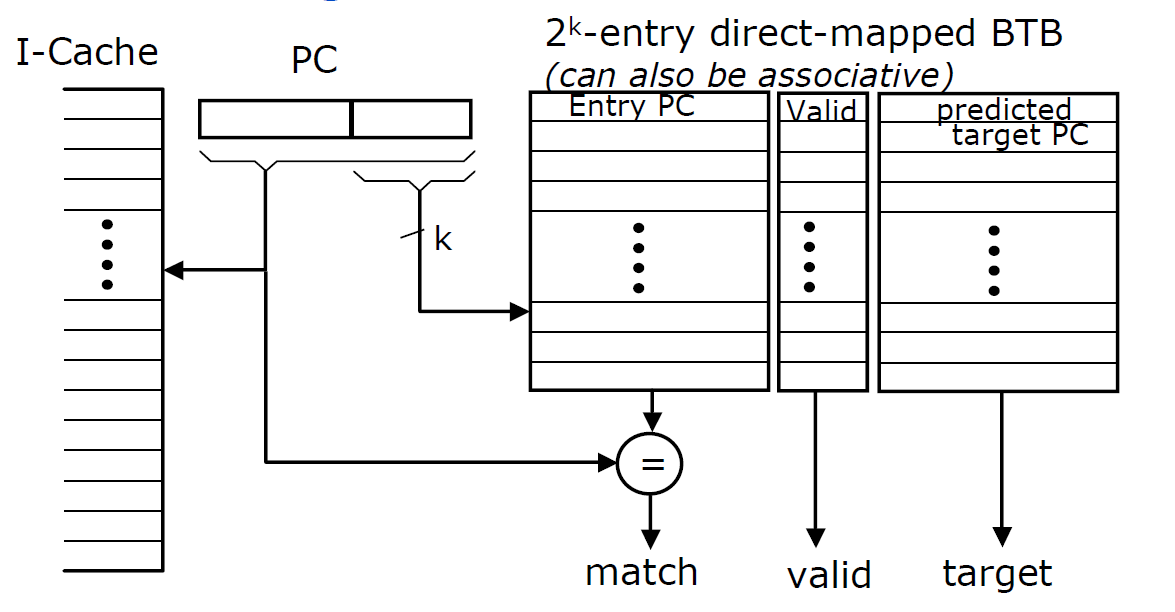 I-Cache
PC
2ᵏ-entry direct-mapped BTB
(can also be associative)
Entry PC
Valid
predicted
target PC
k
=
match
valid
target